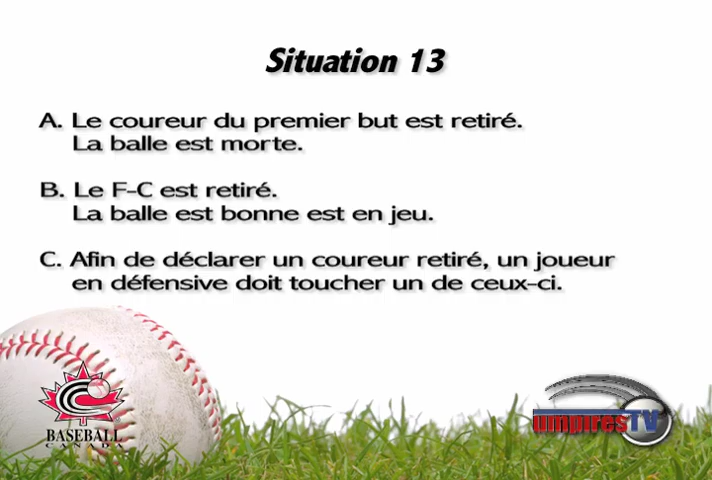 Situation 13
A. Le coureur du premier but est retiré.
La balle est morte.
B. Le F-C est retiré.
La balle est bonne est en jeu.
C. Afin de déclarer un coureur retiré, un joueur
en défensive doit toucher un de ceux-ci.
BASEBALL
CANADA
umpiresTV